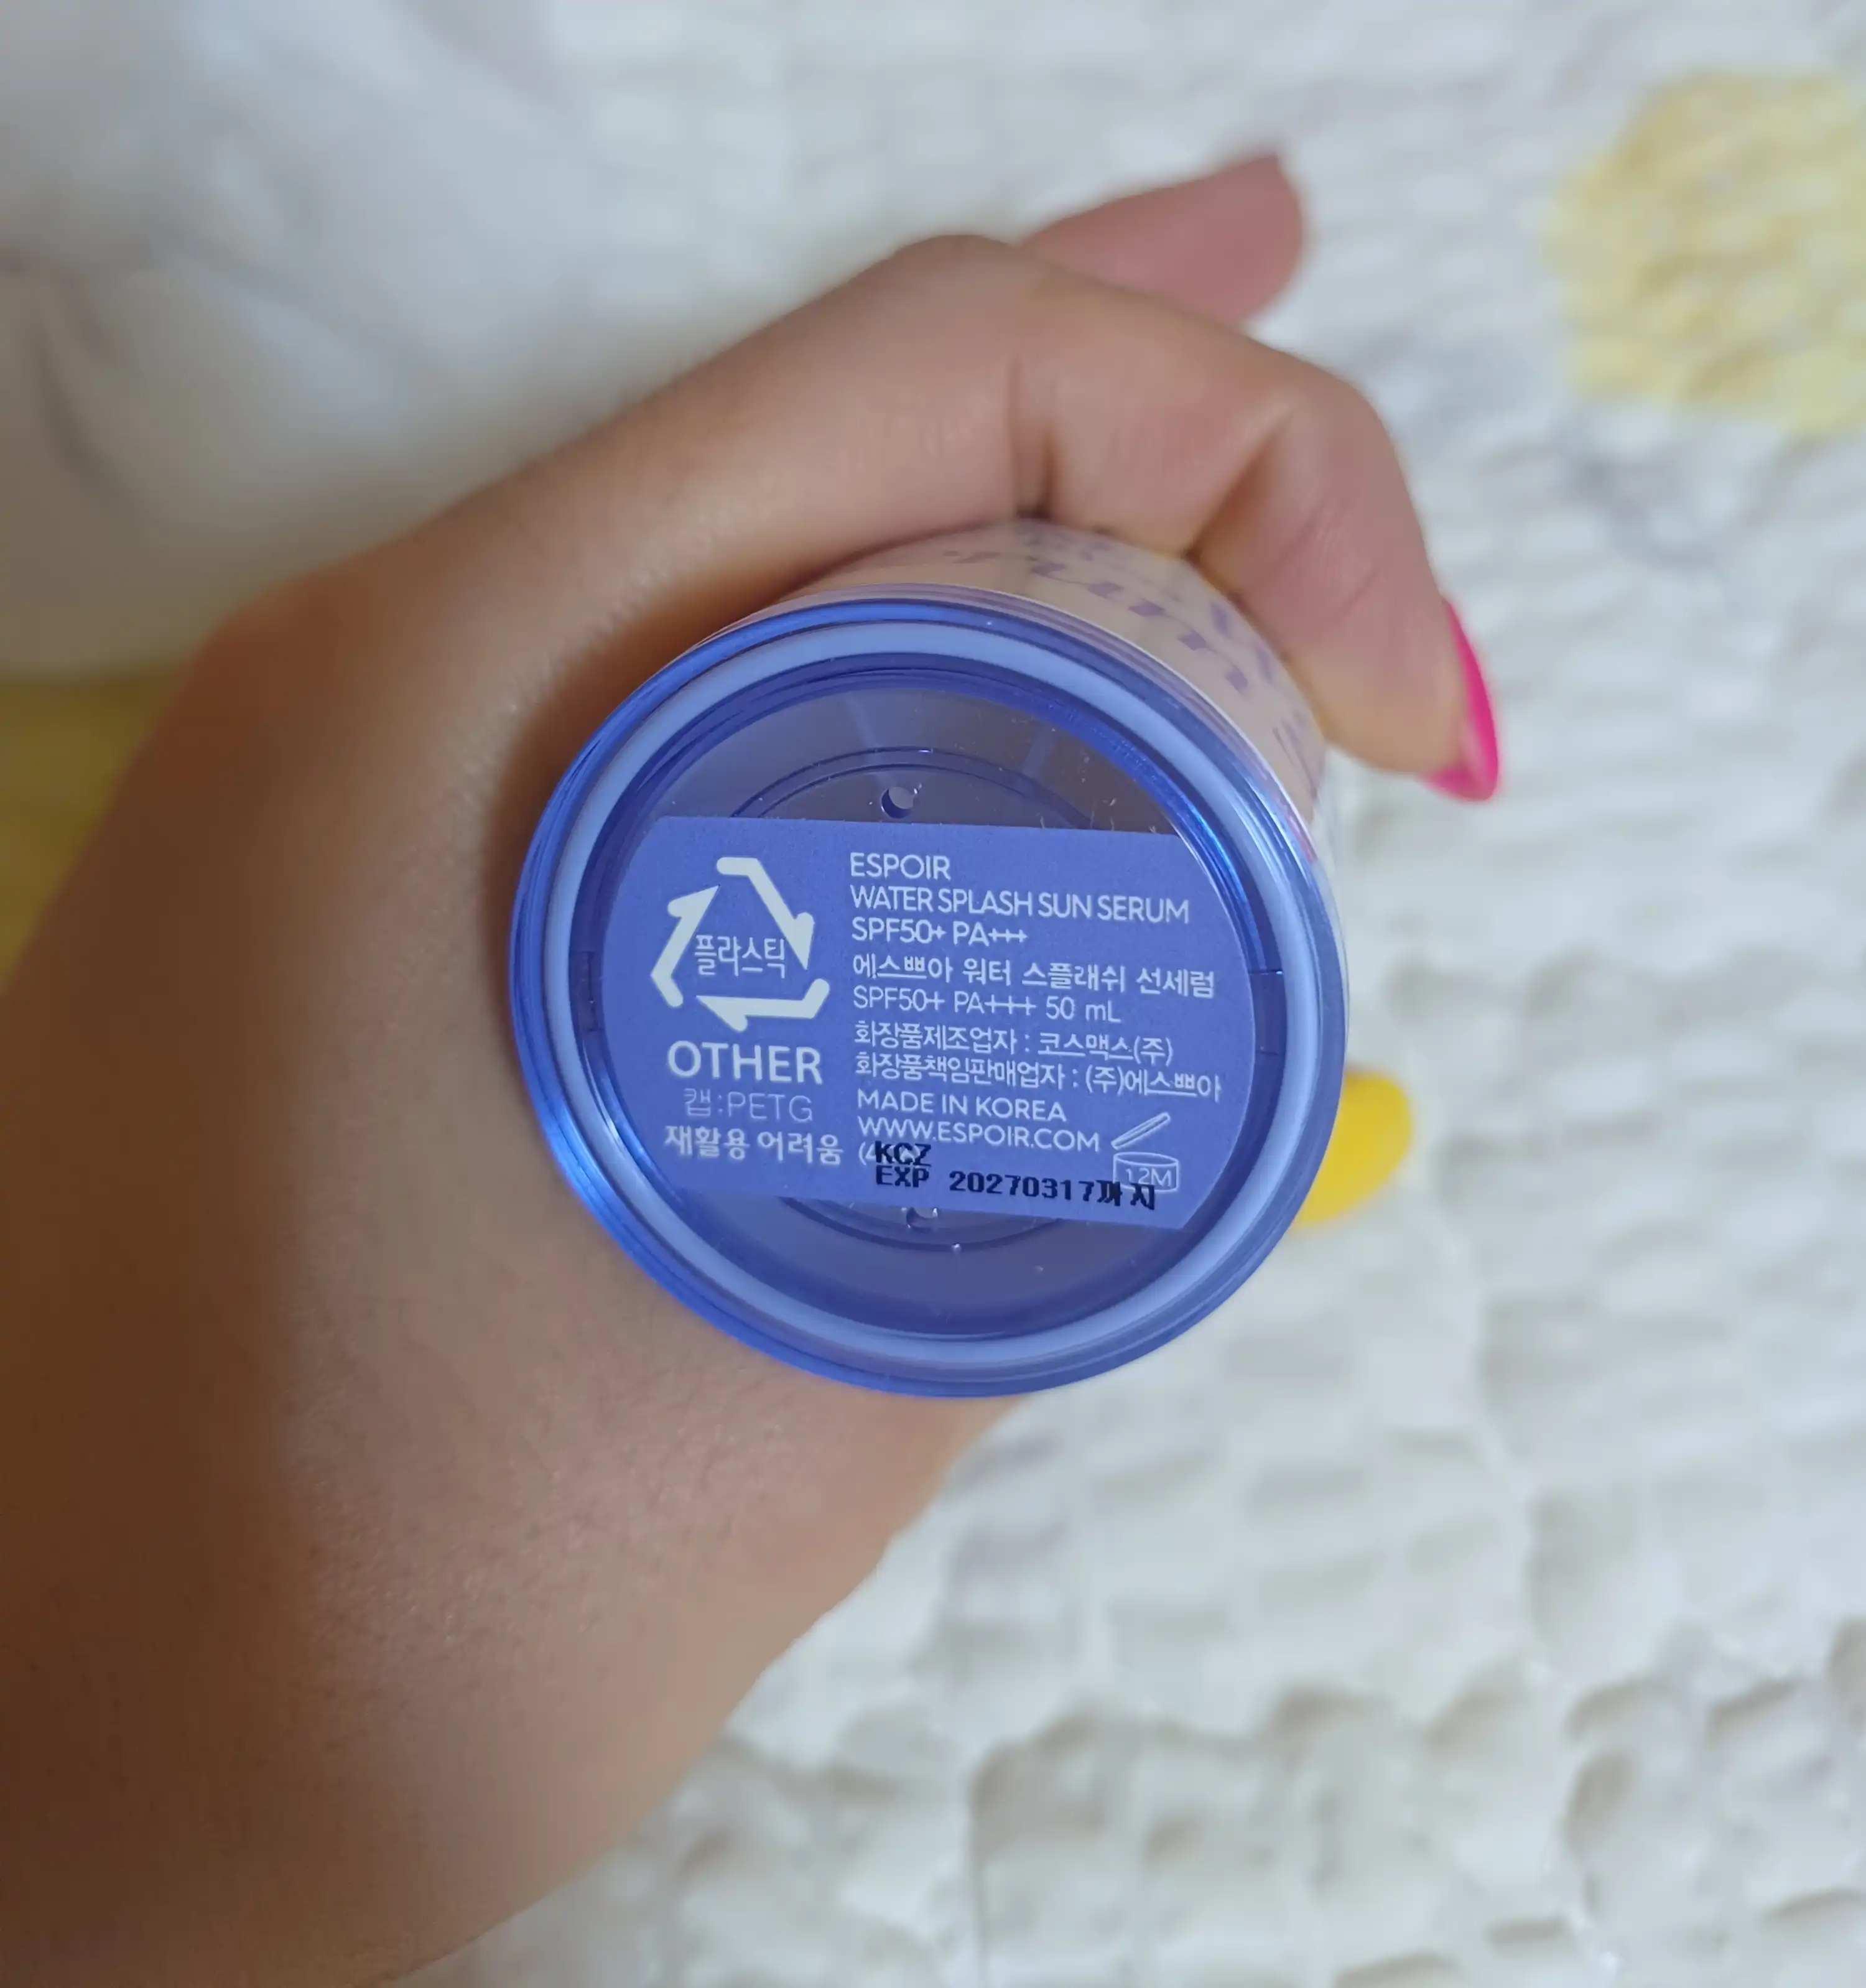 플라스틱
OTHER
캡:PETG
재활용 어려움
ESPOIR
WATER SPLASH SUN SERUM
SPF50+ PA+++
에스쁘아 워터 스플래쉬 선세럼
SPF50+ PA+++ 50 mL
화장품제조업자 : 코스맥스(주)
화장품책임판매업자 : (주)에스쁘아
MADE IN KOREA
WWW.ESPOIR.COM
12M
KCZ
EXP 20270317까지